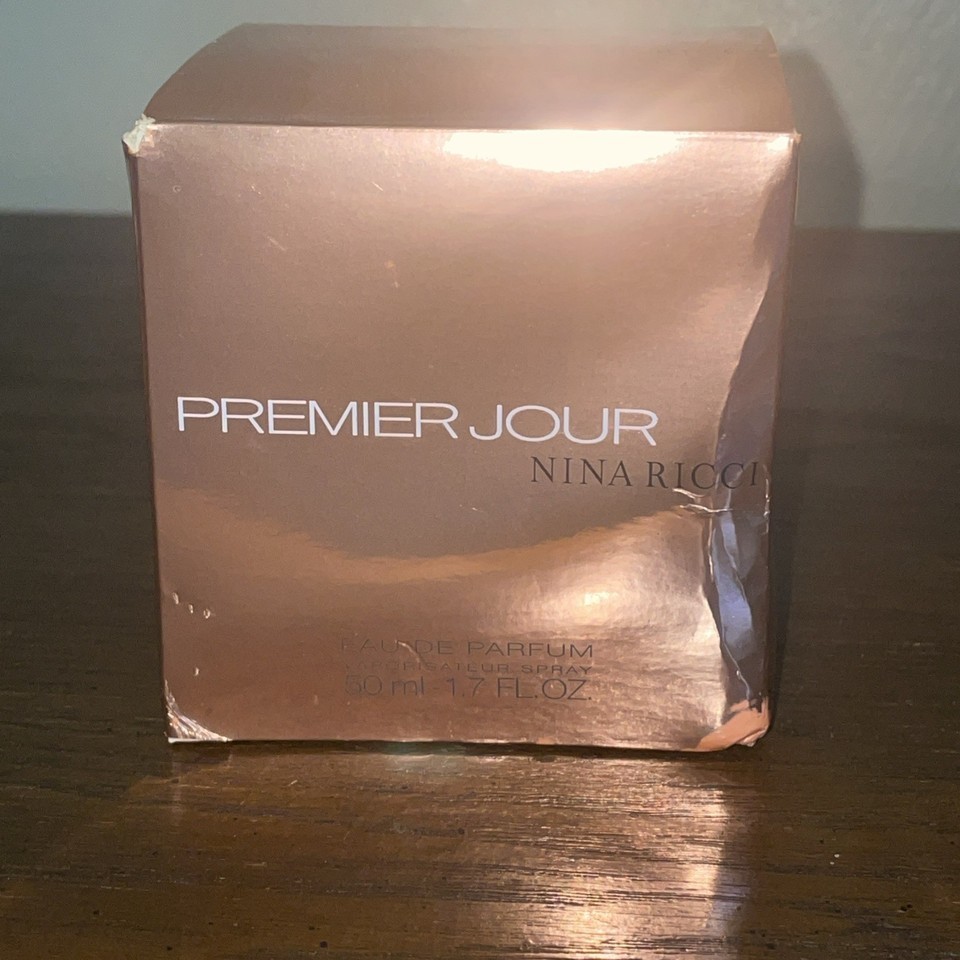 PREMIER JOUR
NINA RICCI
EAU DE PARFUM
VAPORISATEUR SPRAY
50 ml - 1.7 FL.OZ.